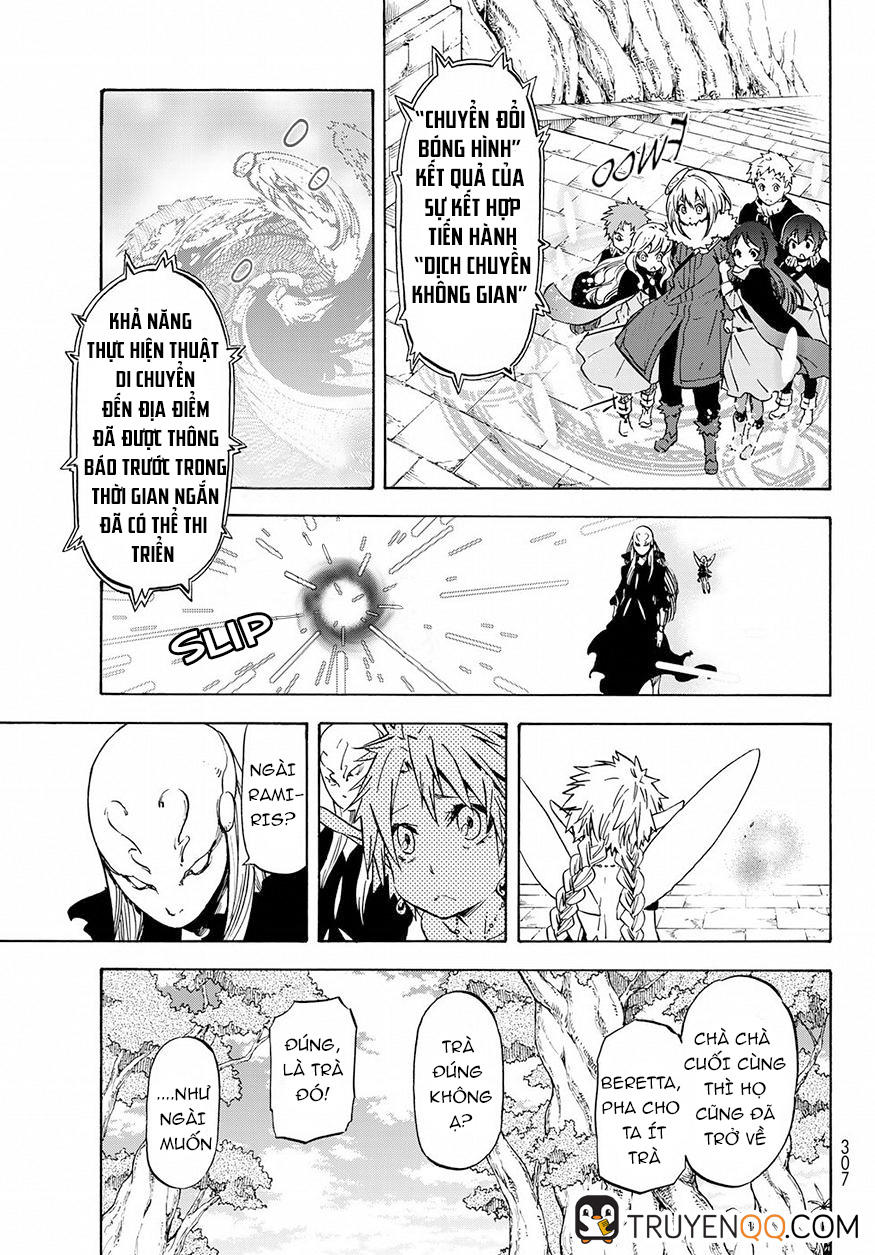 "CHUYỂN ĐỔI
BÓNG HÌNH"
KẾT QUẢ CỦA
SỰ KẾT HỢP
TIẾN HÀNH
"DỊCH CHUYỂN
KHÔNG GIAN"
FWOO
KHẢ NĂNG
THỰC HIỆN THUẬT
DI CHUYỂN
ĐẾN ĐỊA ĐIỂM
ĐÃ ĐƯỢC THÔNG
BÁO TRƯỚC TRONG
THỜI GIAN NGẮN
ĐÃ CÓ THỂ THI
TRIỂN
SLIP
NGÀI
RAMI-
RIS?
CHÀ CHÀ
CUỐI CÙNG
THÌ HỌ
CŨNG ĐÃ
TRỞ VỀ
BERETTA,
PHA CHO
TA ÍT
TRÀ
TRÀ
ĐÚNG
KHÔNG
Ạ?
ĐÚNG,
LÀ TRÀ
ĐÓ!
....NHƯ
NGÀI
MUỐN
307
TRUYENQQ.COM